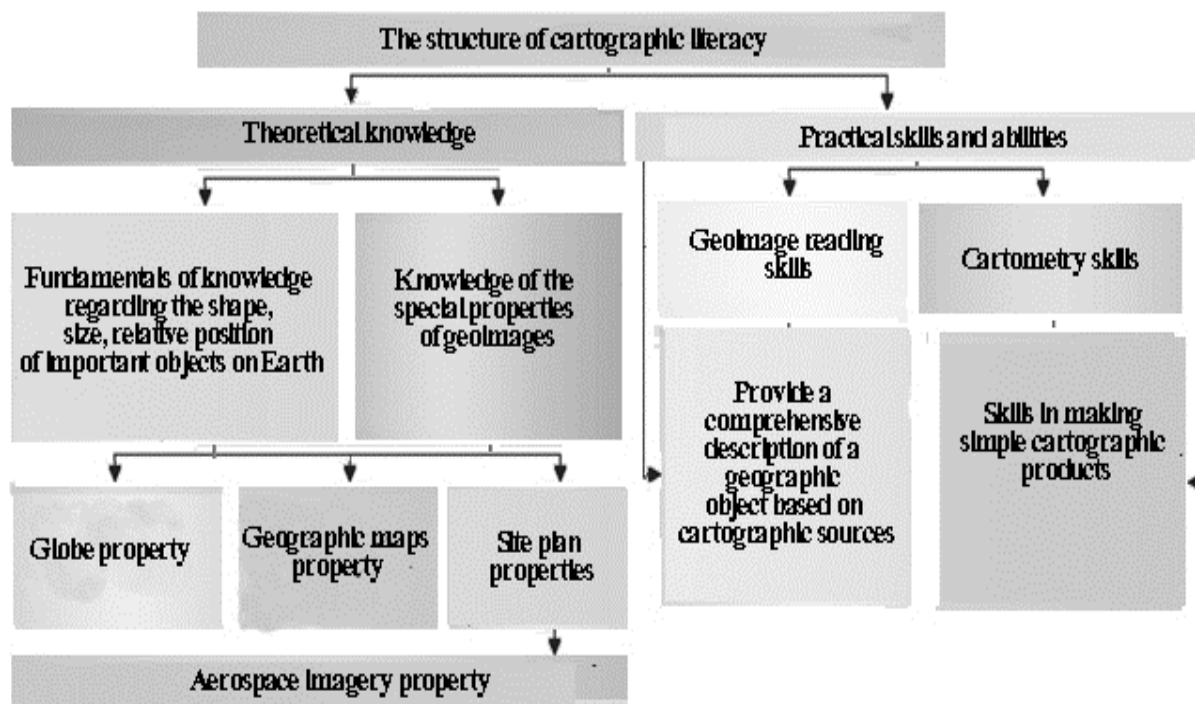 The structure of cartographic literacy
Theoretical knowledge
Practical skills and abilities
Fundamentals of knowledge
regarding the shape,
size, relative position
of important objects on Earth
Knowledge of the
special properties
of geoimages
GeoImage reading
skills
Cartometry skills
Provide a
comprehensive
description of a
geographic
object based on
cartographic sources
Skills in making
simple cartographic
products
Globe property
Geographic maps
property
Site plan
properties
Aerospace imagery property